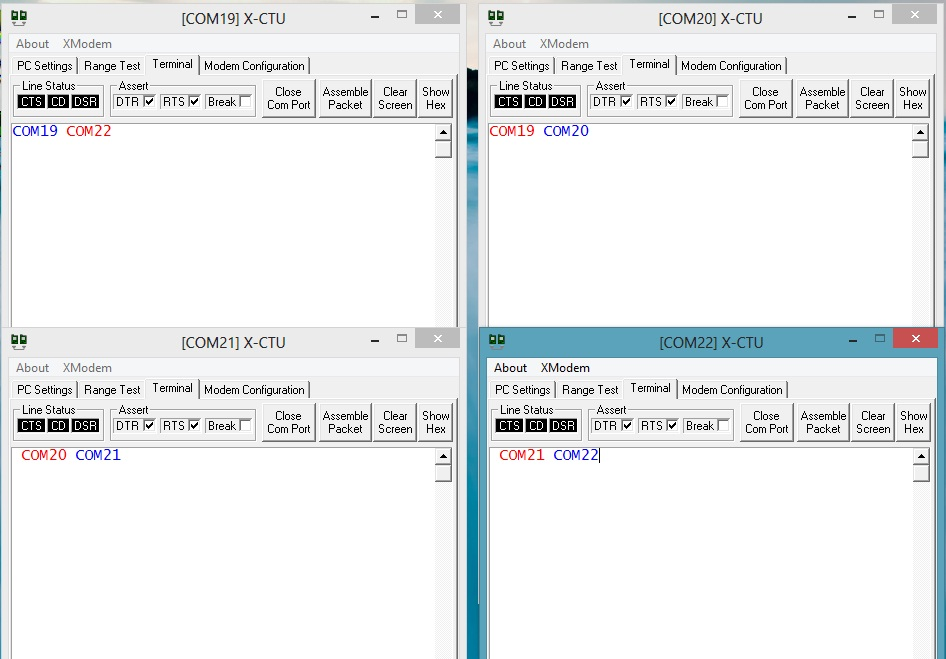 [COM19] X-CTU
About XModem
PC Settings Range Test Terminal Modem Configuration
Line Status Assert
CTS CD DSR DTR RTS Break
Close Com Port
Assemble Packet
Clear Screen
Show Hex
COM19 COM22
[COM20] X-CTU
About XModem
PC Settings Range Test Terminal Modem Configuration
Line Status Assert
CTS CD DSR DTR RTS Break
Close Com Port
Assemble Packet
Clear Screen
Show Hex
COM19 COM20
[COM21] X-CTU
About XModem
PC Settings Range Test Terminal Modem Configuration
Line Status Assert
CTS CD DSR DTR RTS Break
Close Com Port
Assemble Packet
Clear Screen
Show Hex
COM20 COM21
[COM22] X-CTU
About XModem
PC Settings Range Test Terminal Modem Configuration
Line Status Assert
CTS CD DSR DTR RTS Break
Close Com Port
Assemble Packet
Clear Screen
Show Hex
COM21 COM22